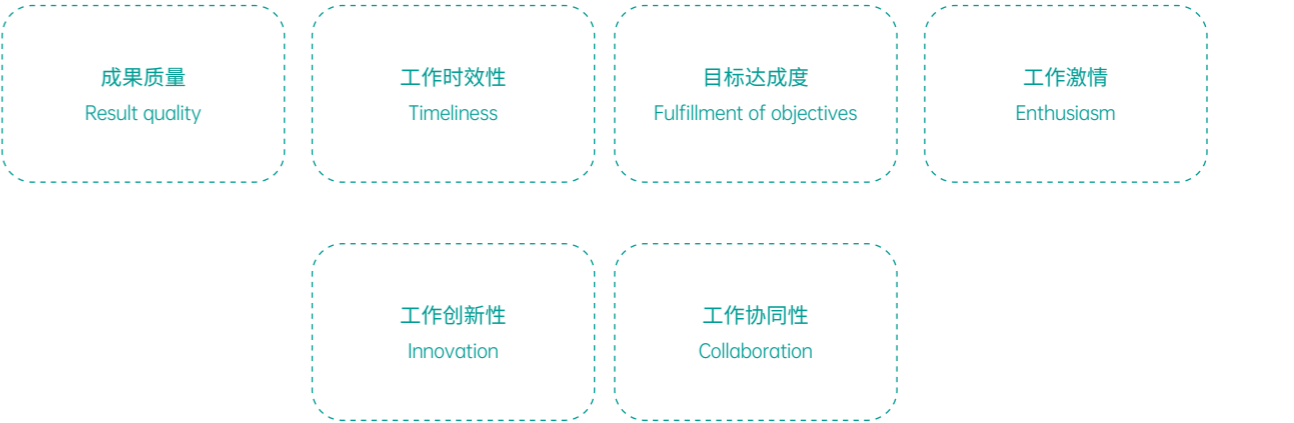 成果质量
Result quality
工作时效性
Timeliness
目标达成度
Fulfillment of objectives
工作激情
Enthusiasm
工作创新性
Innovation
工作协同性
Collaboration